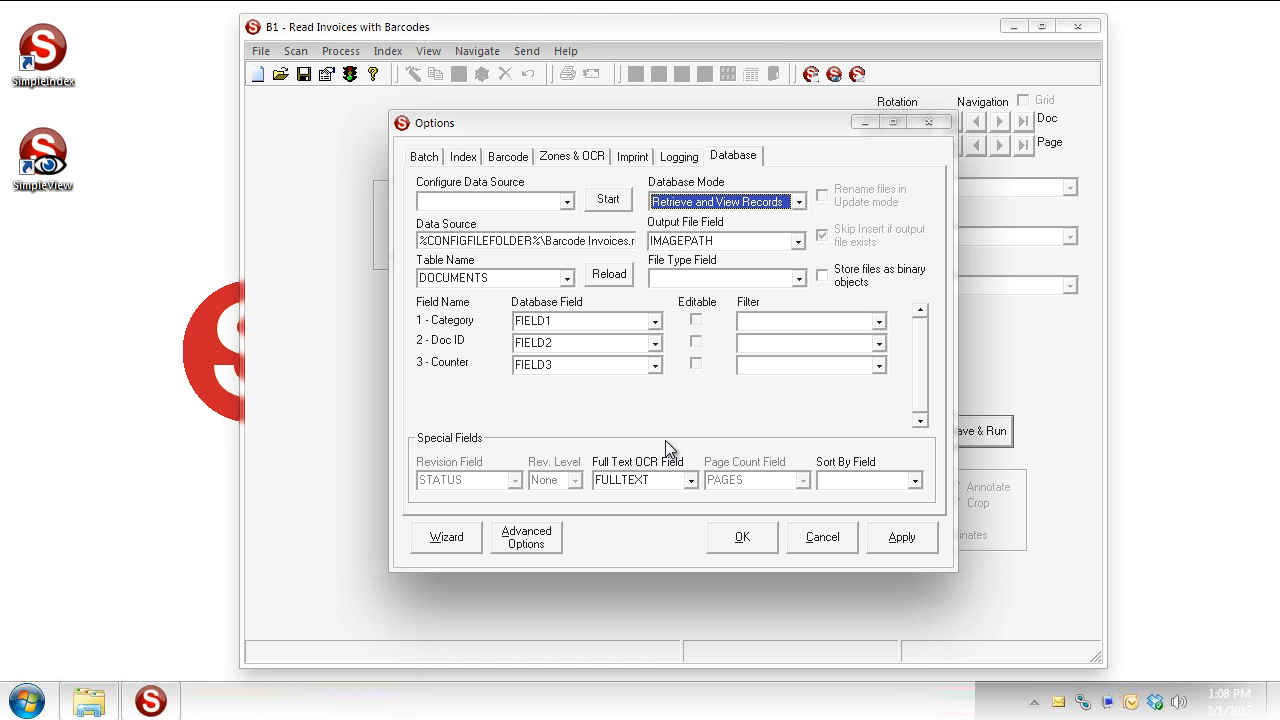 SimpleIndex
SimpleView
B1 - Read Invoices with Barcodes
File Scan Process Index View Navigate Send Help
Rotation Navigation Grid
Doc
Page
Options
Batch Index Barcode Zones & OCR Imprint Logging Database
Configure Data Source
Start
Database Mode
Retrieve and View Records
Rename files in
Update mode
Data Source
%CONFIGFILEFOLDER%\Barcode Invoices.
Output File Field
IMAGEPATH
Skip Insert if output
file exists
Table Name
DOCUMENTS
Reload
File Type Field
Store files as binary
objects
Field Name Database Field Editable Filter
1 - Category FIELD1
2 - Doc ID FIELD2
3 - Counter FIELD3
Special Fields
Revision Field Rev. Level Full Text OCR Field Page Count Field Sort By Field
STATUS None FULLTEXT PAGES
Wizard
Advanced
Options
OK Cancel Apply
ave & Run
Annotate
Crop
inates
1:08 PM
2/1/2013